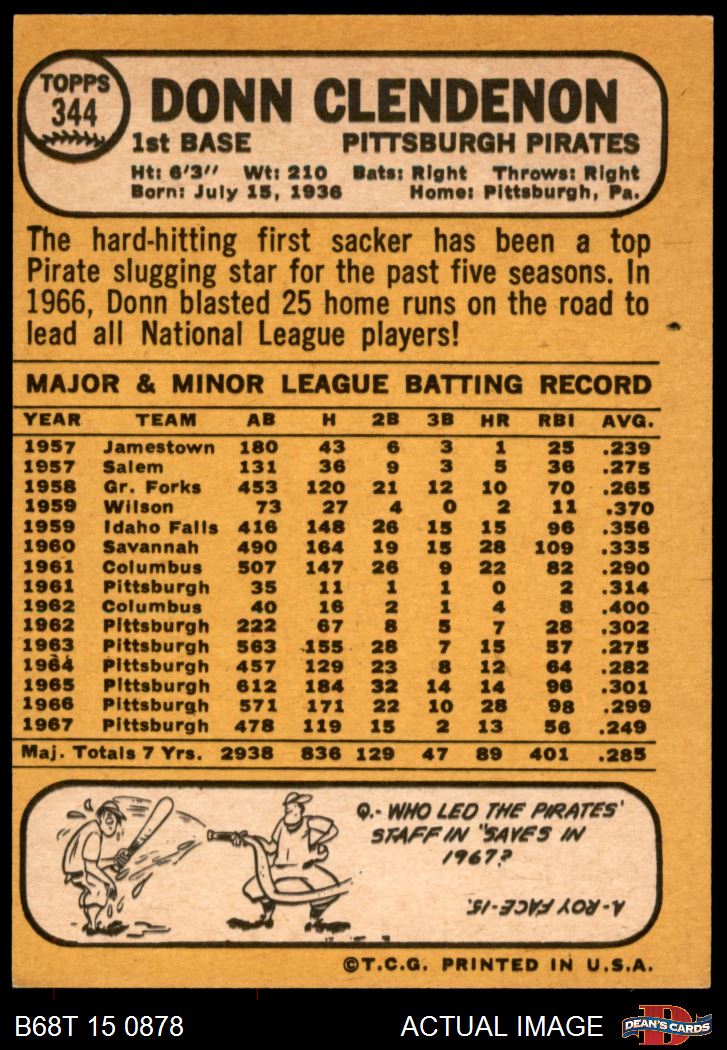 TOPPS
344
DONN CLENDENON
1st BASE PITTSBURGH PIRATES
Ht: 6'3" Wt: 210 Bats: Right Throws: Right
Born: July 15, 1936 Home: Pittsburgh, Pa.
The hard-hitting first sacker has been a top
Pirate slugging star for the past five seasons. In
1966, Donn blasted 25 home runs on the road to
lead all National League players!
MAJOR & MINOR LEAGUE BATTING RECORD
YEAR TEAM AB H 2B 3B HR RBI AVG.
1957 Jamestown 180 43 6 3 1 25 .239
1957 Salem 131 36 9 3 5 36 .275
1958 Gr. Forks 453 120 21 12 10 70 .265
1959 Wilson 73 27 4 0 2 11 .370
1959 Idaho Falls 416 148 26 15 15 96 .356
1960 Savannah 490 164 19 15 28 109 .335
1961 Columbus 507 147 26 9 22 82 .290
1961 Pittsburgh 35 11 1 1 0 2 .314
1962 Columbus 40 16 2 1 4 8 .400
1962 Pittsburgh 222 67 8 5 7 28 .302
1963 Pittsburgh 563 155 28 7 15 57 .275
1964 Pittsburgh 457 129 23 8 12 64 .282
1965 Pittsburgh 612 184 32 14 14 96 .301
1966 Pittsburgh 571 171 22 10 28 98 .299
1967 Pittsburgh 478 119 15 2 13 56 .249
Maj. Totals 7 Yrs. 2938 836 129 47 89 401 .285
Q.- WHO LED THE PIRATES'
STAFF IN "SAVES IN
1967?
A- ROY FACE-15.
©T.C.G. PRINTED IN U.S.A.
B68T 15 0878 ACTUAL IMAGE
D
DEAN'S CARDS